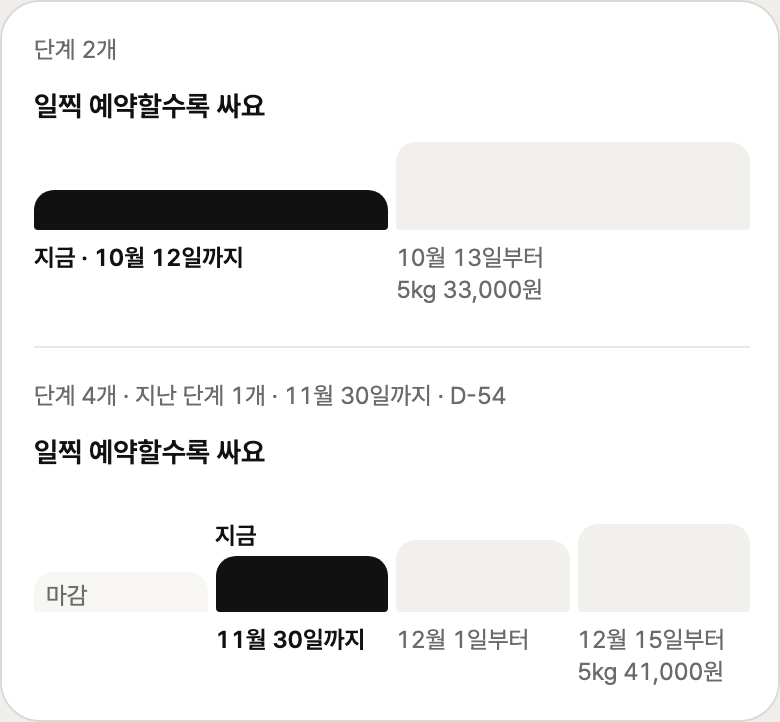 단계 2개
일찍 예약할수록 싸요
지금 · 10월 12일까지
10월 13일부터
5kg 33,000원
단계 4개 · 지난 단계 1개 · 11월 30일까지 · D-54
일찍 예약할수록 싸요
지금
마감
11월 30일까지
12월 1일부터
12월 15일부터
5kg 41,000원